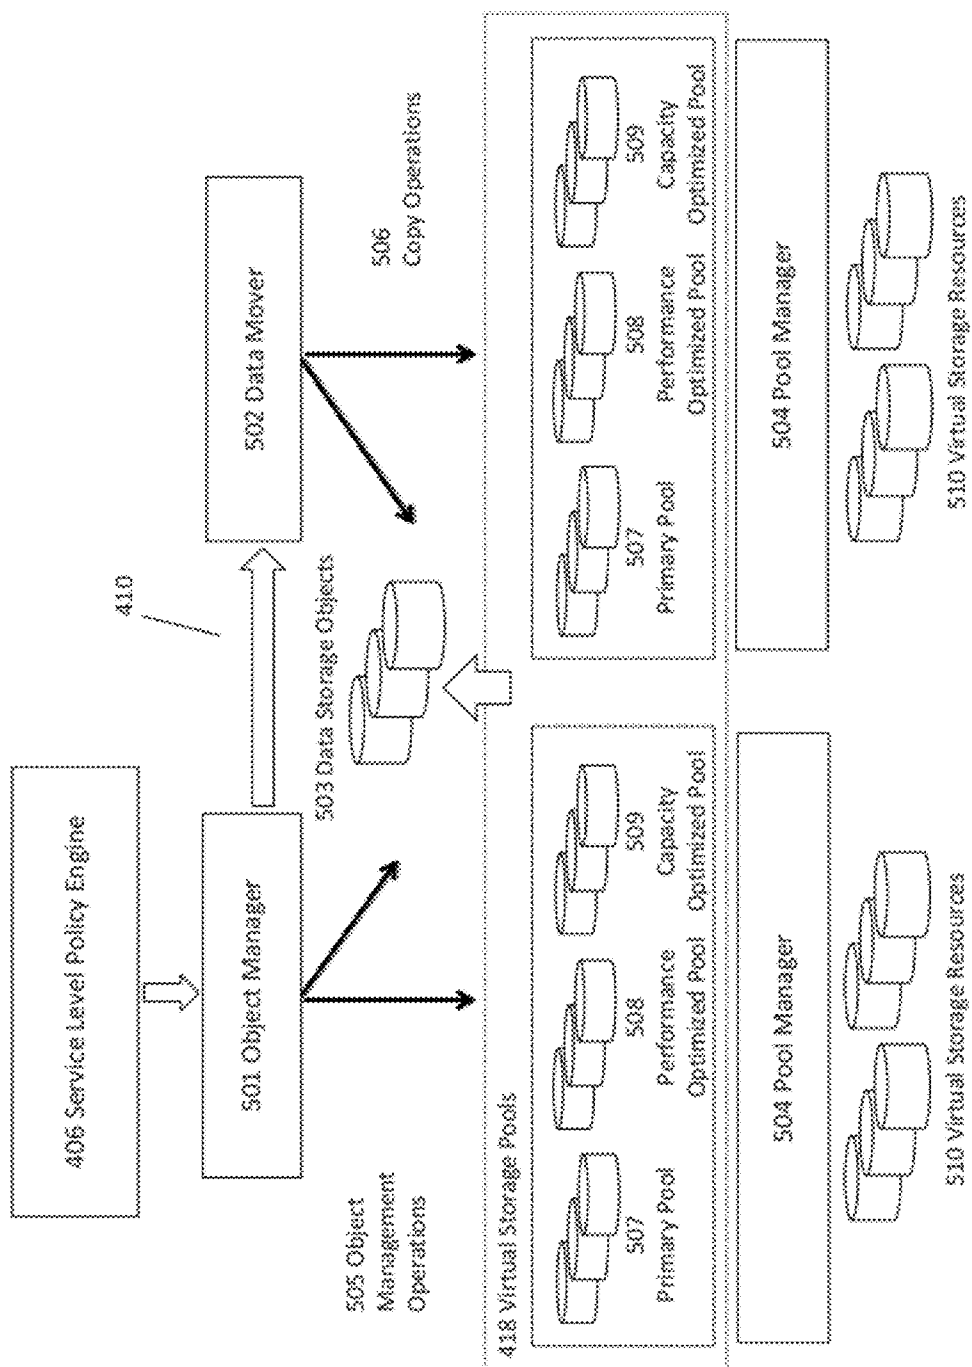 406 Service Level Policy Engine
410
501 Object Manager
502 Data Mover
503 Data Storage Objects
505 Object
Management
Operations
506
Copy Operations
418 Virtual Storage Pools
507
Primary Pool
508
Performance
Optimized Pool
509
Capacity
Optimized Pool
507
Primary Pool
508
Performance
Optimized Pool
509
Capacity
Optimized Pool
504 Pool Manager
504 Pool Manager
510 Virtual Storage Resources
510 Virtual Storage Resources